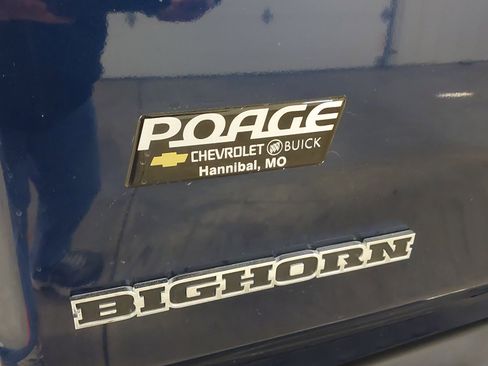 POAGE
CHEVROLET BUICK
Hannibal, MO
BIGHORN